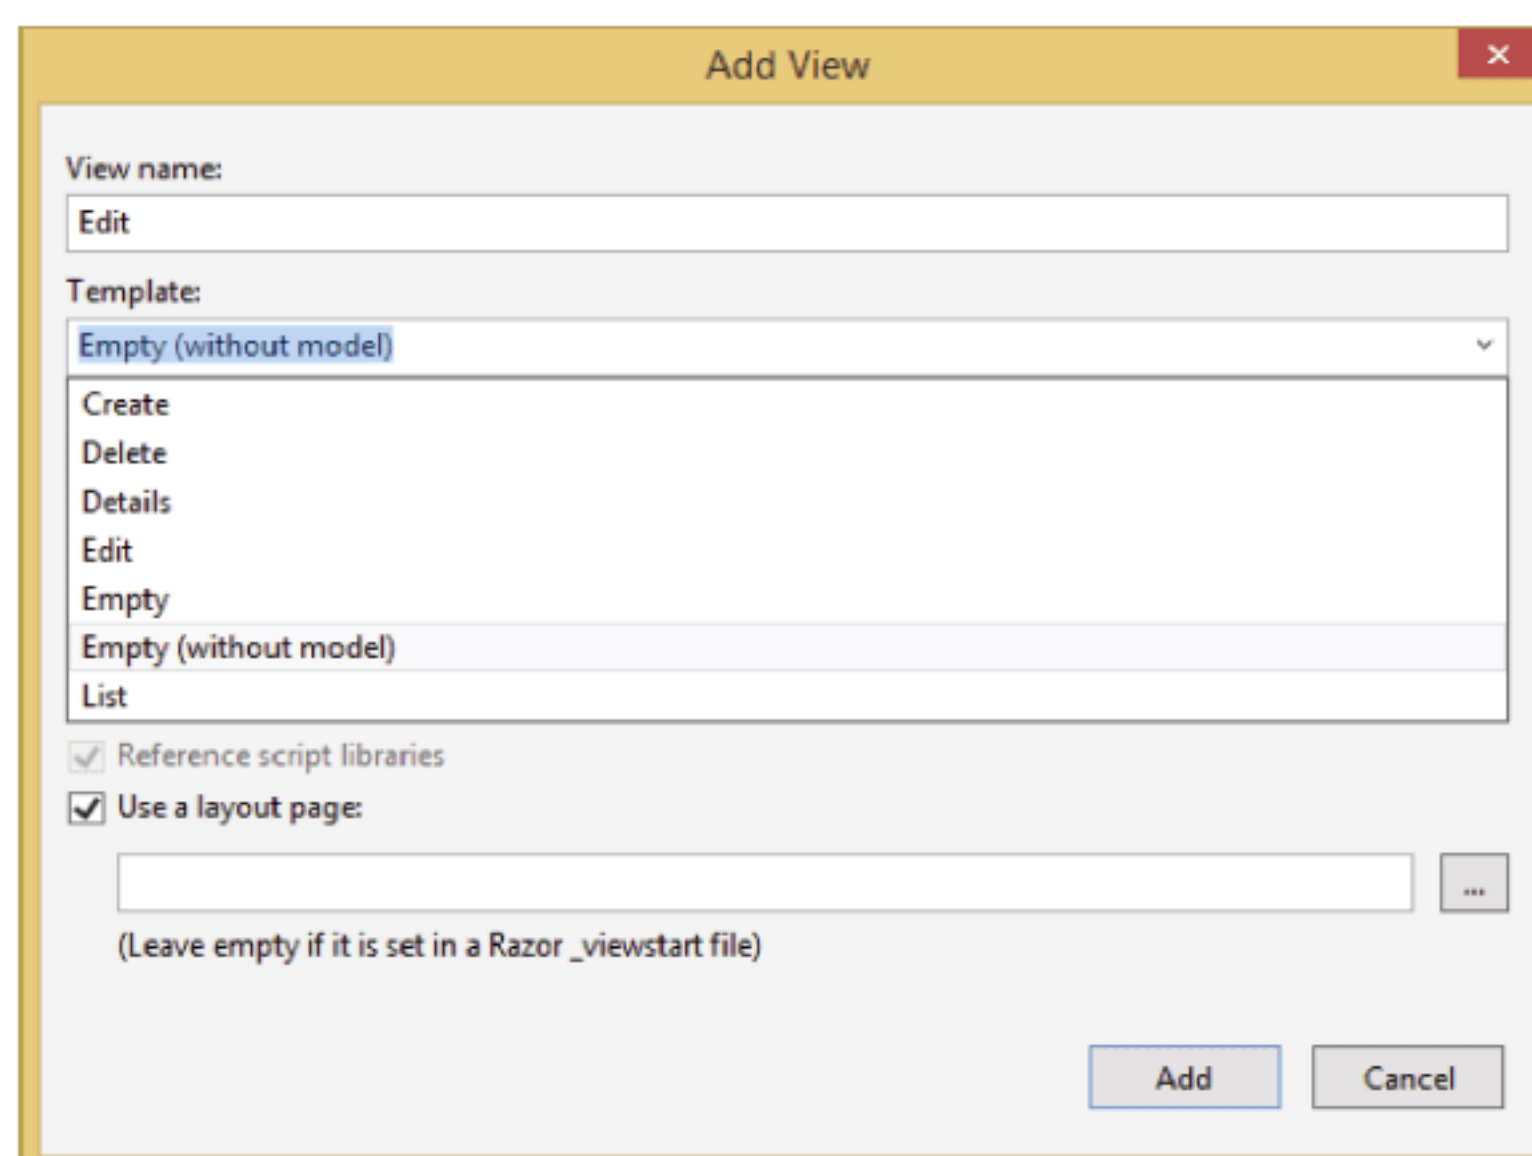 Add View
View name:
Edit
Template:
Empty (without model)
Create
Delete
Details
Edit
Empty
Empty (without model)
List
Reference script libraries
Use a layout page:
...
(Leave empty if it is set in a Razor _viewstart file)
Add Cancel